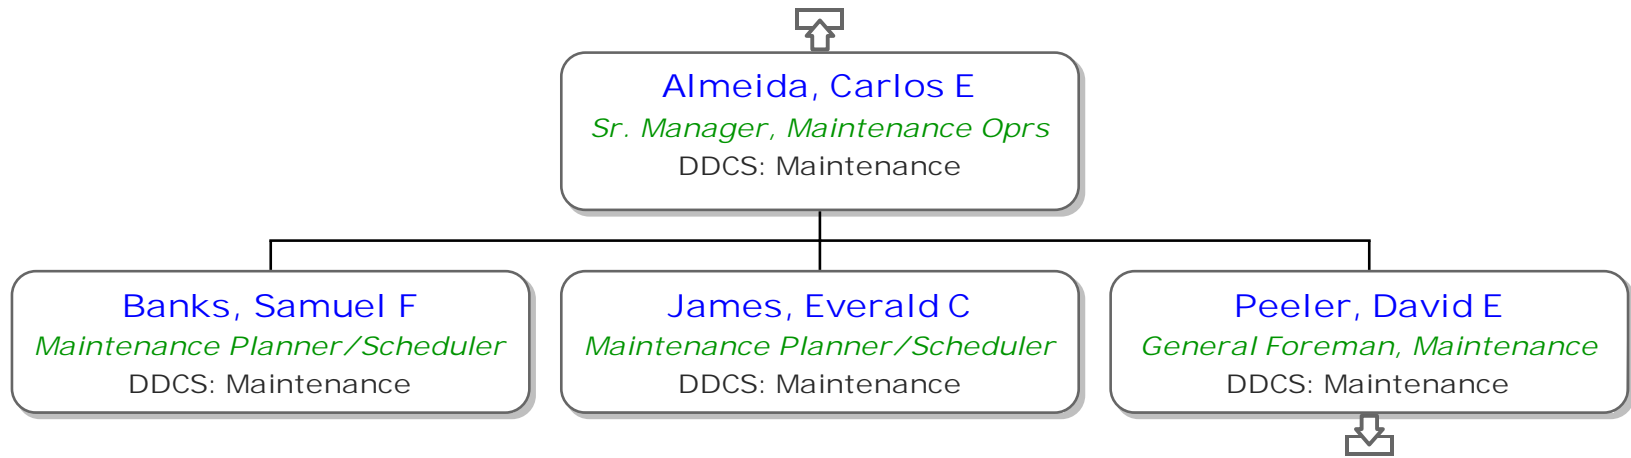 Almeida, Carlos E
Sr. Manager, Maintenance Oprs
DDCS: Maintenance
Banks, Samuel F
Maintenance Planner/Scheduler
DDCS: Maintenance
James, Everald C
Maintenance Planner/Scheduler
DDCS: Maintenance
Peeler, David E
General Foreman, Maintenance
DDCS: Maintenance